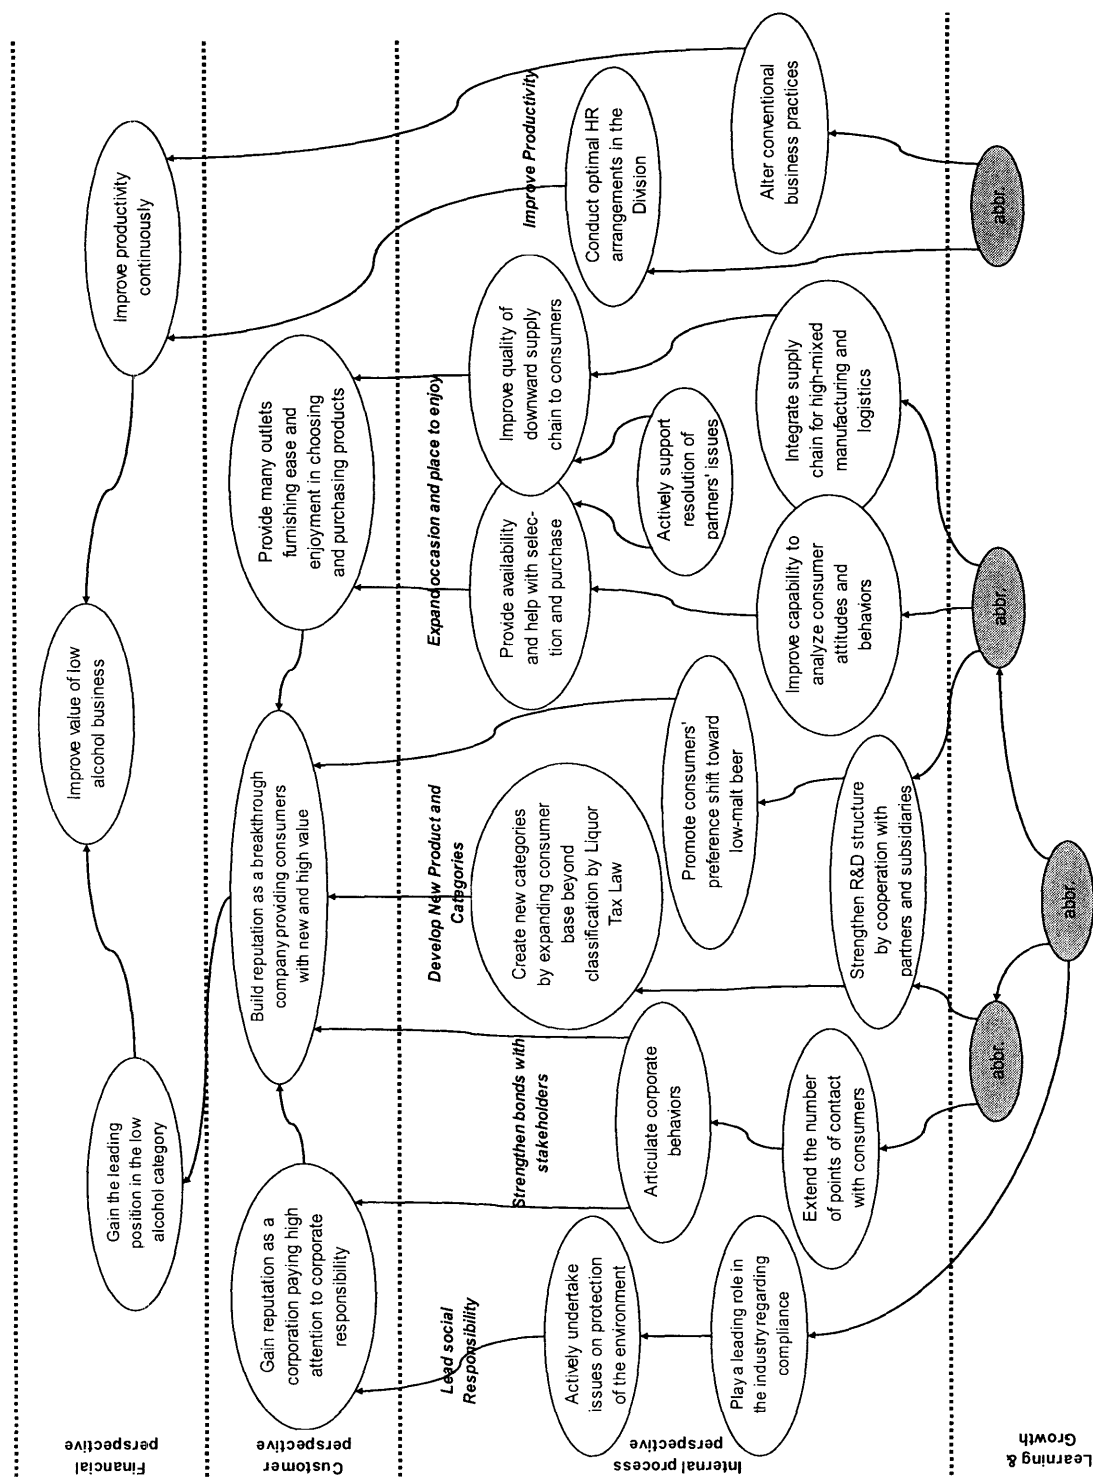 Financial
perspective
Improve value of low
alcohol business
Gain the leading
position in the low
alcohol category
Improve productivity
continuously
Customer
perspective
Gain reputation as a
corporation paying high
attention to corporate
responsibility
Build reputation as a breakthrough
company providing consumers
with new and high value
Provide many outlets
furnishing ease and
enjoyment in choosing
and purchasing products
Internal process
perspective
Lead social
Responsibility
Actively undertake
issues on protection
of the environment
Play a leading role in
the industry regarding
compliance
Strengthen bonds with
stakeholders
Articulate corporate
behaviors
Extend the number
of points of contact
with consumers
Develop New Product and
Categories
Create new categories
by expanding consumer
base beyond
classification by Liquor
Tax Law
Promote consumers'
preference shift toward
low-malt beer
Strengthen R&D structure
by cooperation with
partners and subsidiaries
Expand occasion and place to enjoy
Provide availability
and help with selec-
tion and purchase
Improve quality of
downward supply
chain to consumers
Actively support
resolution of
partners' issues
Improve capability to
analyze consumer
attitudes and
behaviors
Integrate supply
chain for high-mixed
manufacturing and
logistics
Improve Productivity
Conduct optimal HR
arrangements in the
Division
Alter conventional
business practices
Learning &
Growth
abbr.
abbr.
abbr.
abbr.